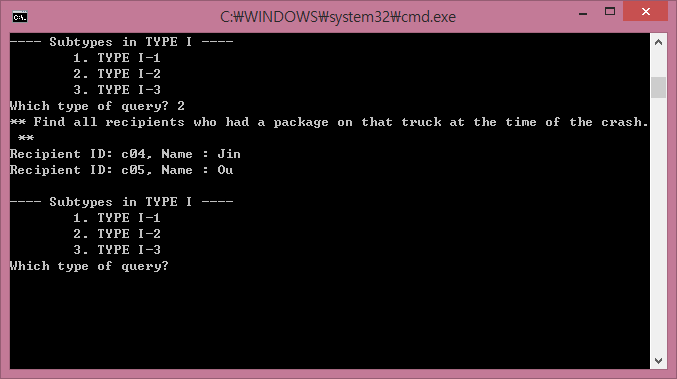 C:\WINDOWS\system32\cmd.exe
---- Subtypes in TYPE I ----
        1. TYPE I-1
        2. TYPE I-2
        3. TYPE I-3
Which type of query? 2
** Find all recipients who had a package on that truck at the time of the crash.
 **
Recipient ID: c04, Name : Jin
Recipient ID: c05, Name : Ou
---- Subtypes in TYPE I ----
        1. TYPE I-1
        2. TYPE I-2
        3. TYPE I-3
Which type of query?